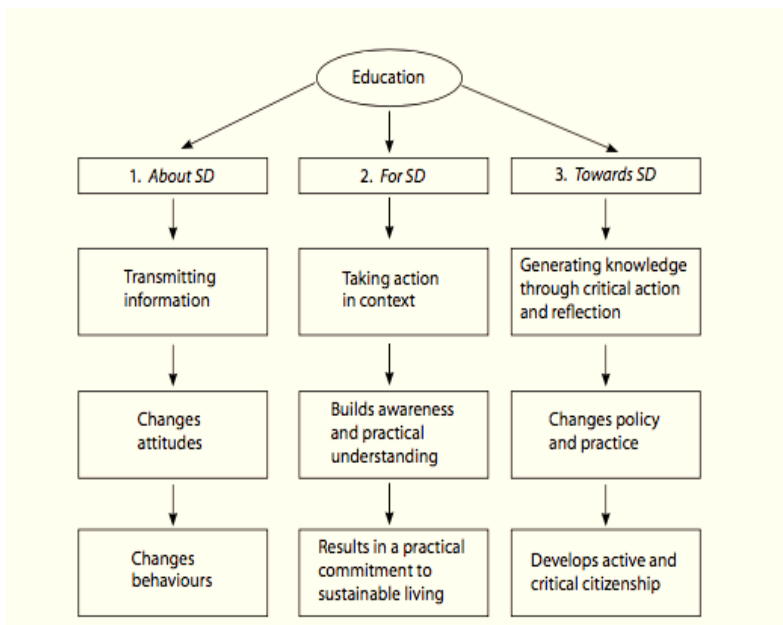 Education
1. About SD
2. For SD
3. Towards SD
Transmitting
information
Taking action
in context
Generating knowledge
through critical action
and reflection
Changes
attitudes
Builds awareness
and practical
understanding
Changes policy
and practice
Changes
behaviours
Results in a practical
commitment to
sustainable living
Develops active and
critical citizenship